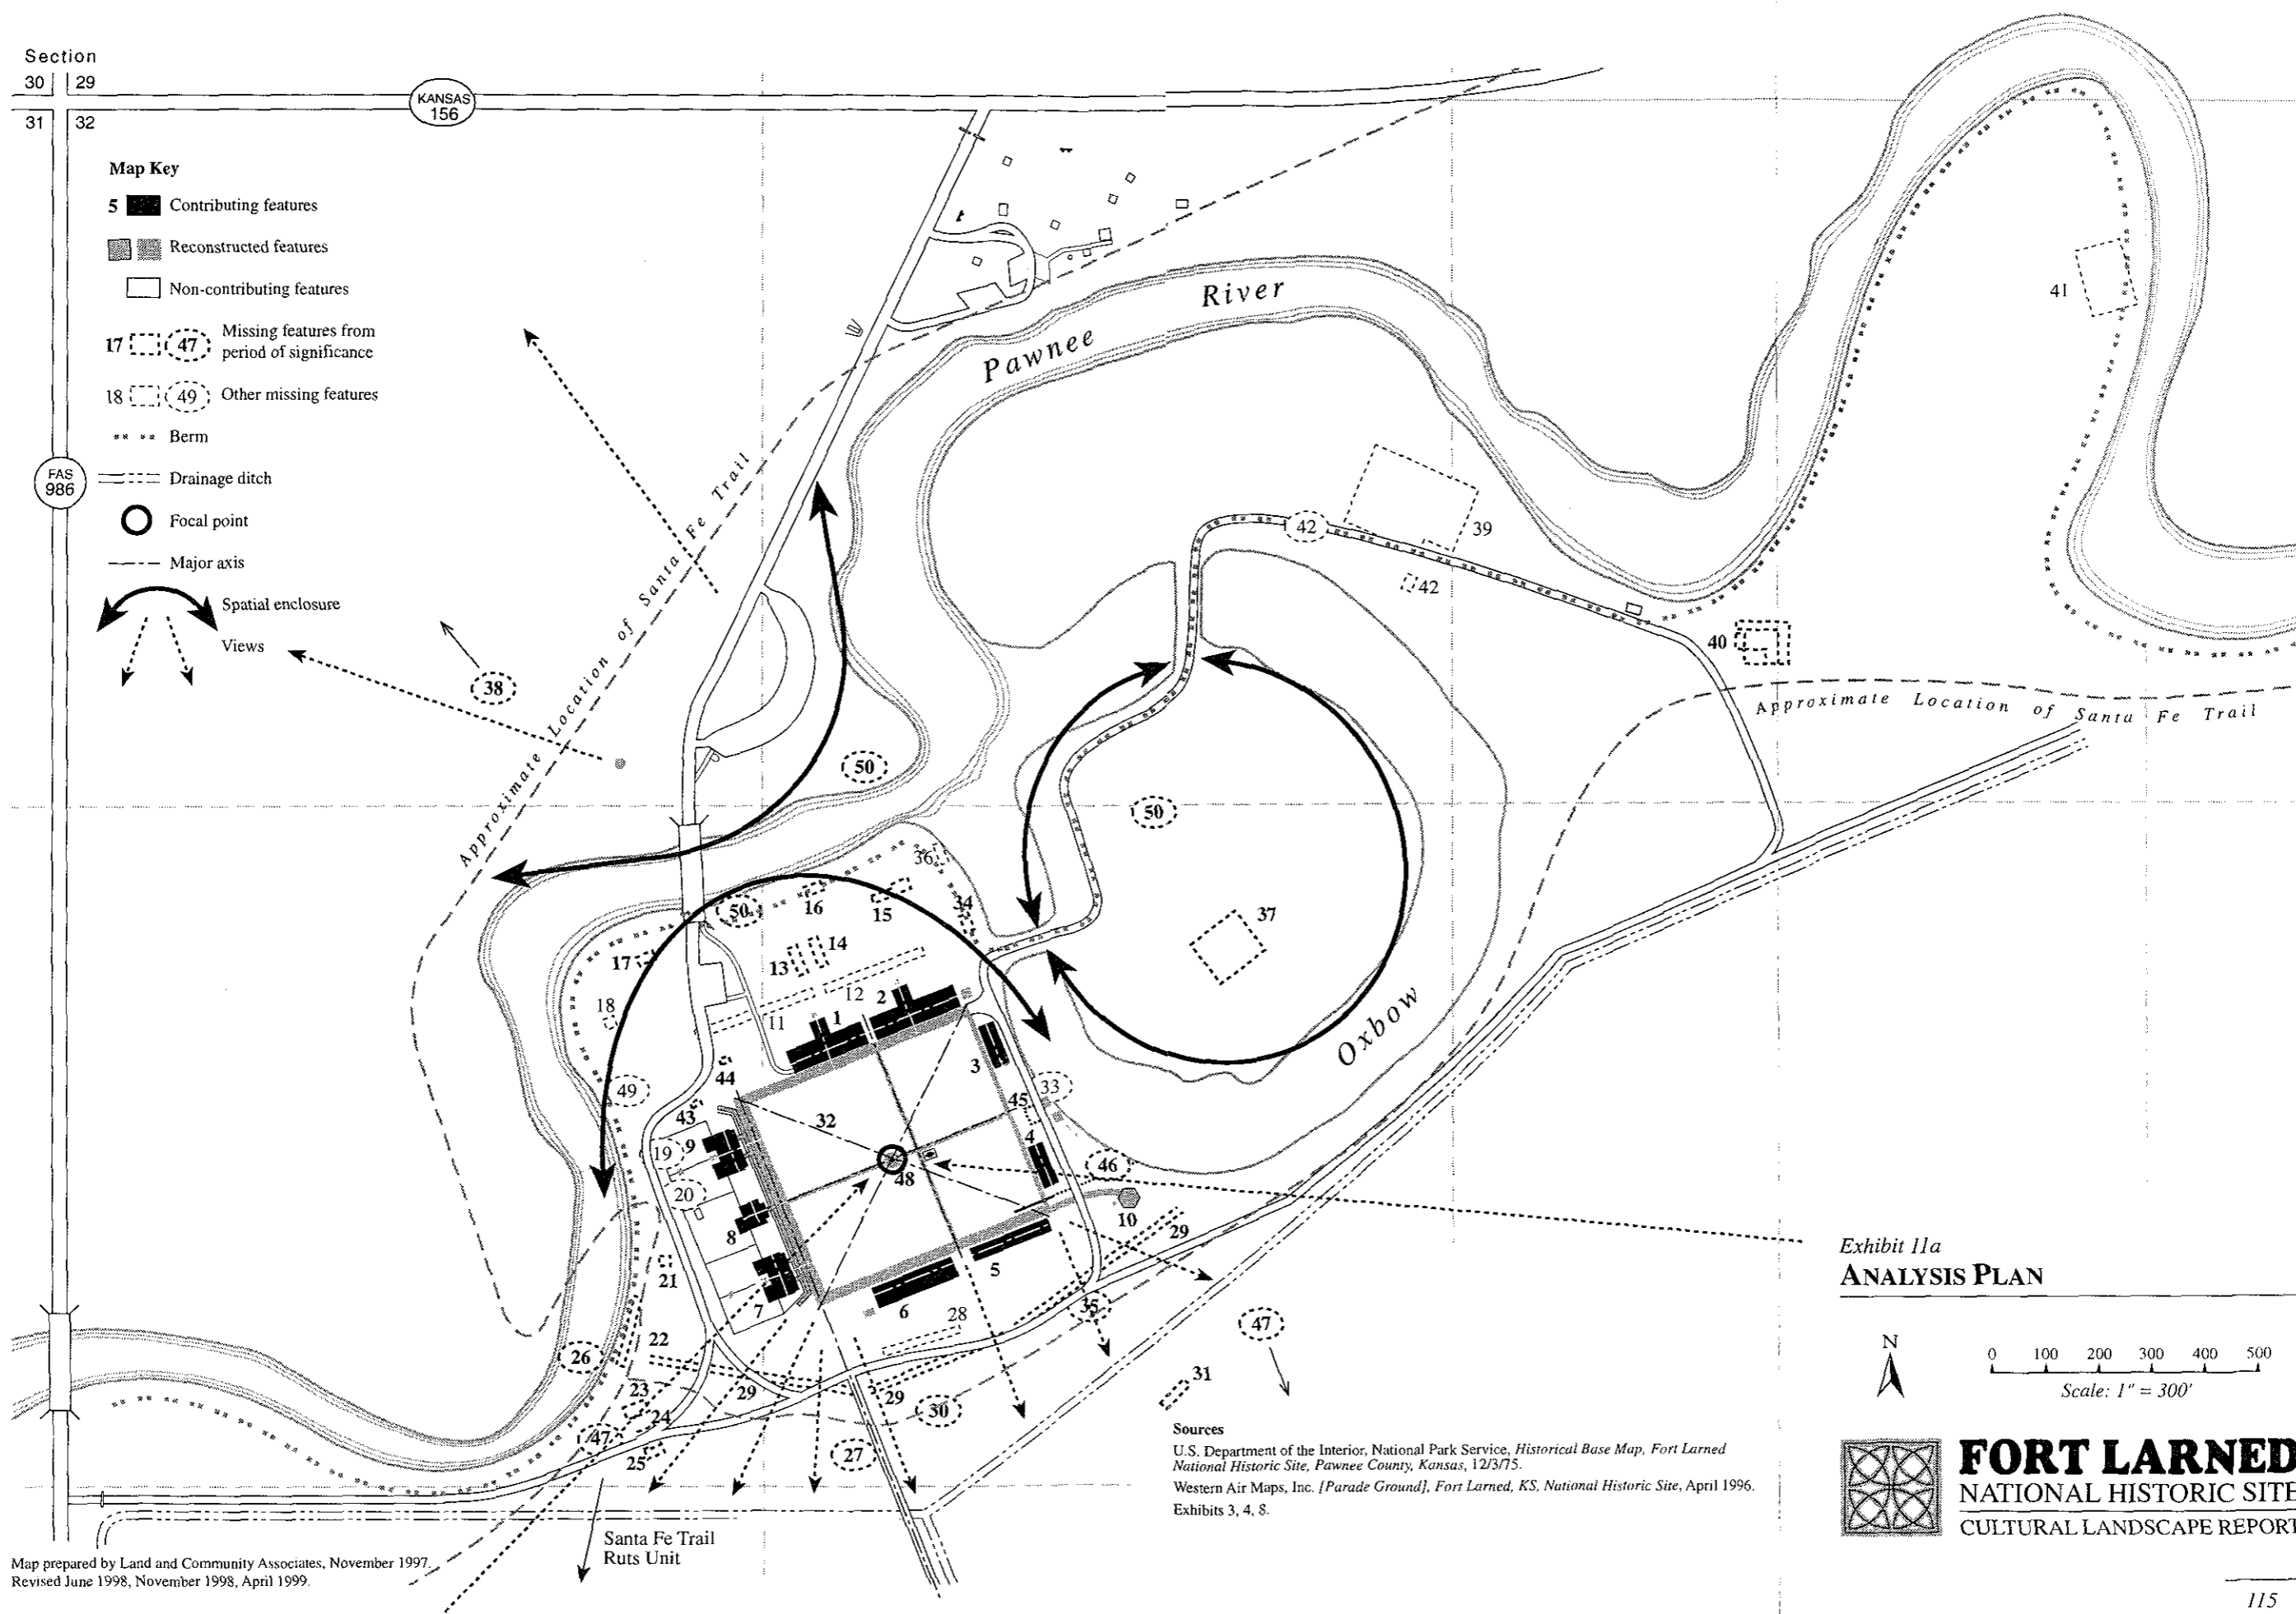 Section
30 29
31 32
KANSAS
156
FAS
986
Map Key
5 Contributing features
Reconstructed features
Non-contributing features
17 47 Missing features from
period of significance
18 49 Other missing features
Berm
Drainage ditch
Focal point
Major axis
Spatial enclosure
Views
38
Approximate Location of Santa Fe Trail
Pawnee River
41
39
42
42
40
Approximate Location of Santa Fe Trail
50
50
50
36
16
15
34
37
17
14
13
18
12
2
11
1
Oxbow
3
44
49
33
45
43
32
9
19
4
46
48
20
8
10
29
21
5
7
6
35
28
47
22
26
31
23
29
29
30
24
47
27
25
Santa Fe Trail
Ruts Unit
Sources
U.S. Department of the Interior, National Park Service, Historical Base Map, Fort Larned
National Historic Site, Pawnee County, Kansas, 12/3/75.
Western Air Maps, Inc. [Parade Ground], Fort Larned, KS, National Historic Site, April 1996.
Exhibits 3, 4, 8.
Exhibit 11a
ANALYSIS PLAN
N
0 100 200 300 400 500
Scale: 1" = 300'
FORT LARNED
NATIONAL HISTORIC SITE
CULTURAL LANDSCAPE REPORT
Map prepared by Land and Community Associates, November 1997.
Revised June 1998, November 1998, April 1999.
115